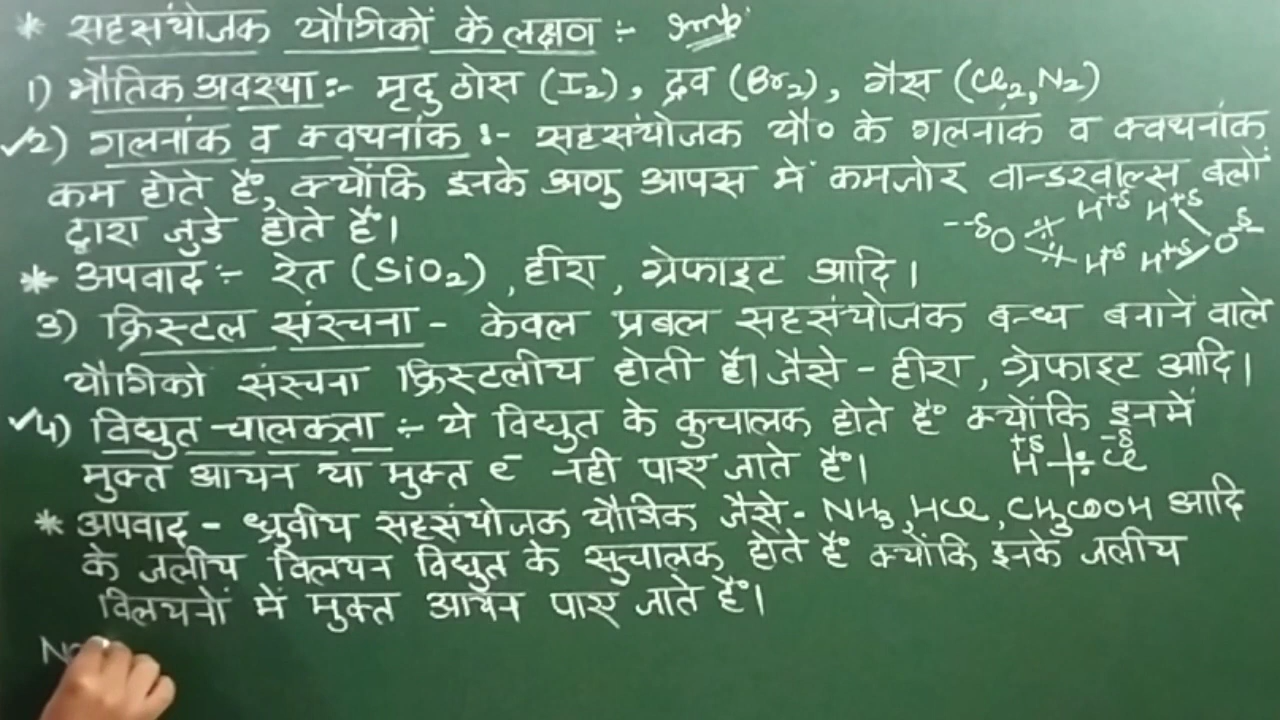 * सहसंयोजक यौगिकों के लक्षण :- Imp
1) भौतिक अवस्था:- मृदु ठोस (I2), द्रव (Br2), गैस (Cl2,N2)
✓2) गलनांक व क्वथनांक :- सहसंयोजक यौ० के गलनांक व क्वथनांक
कम होते हैं, क्योंकि इनके अणु आपस में कमजोर वान्डरवाल्स बलों
द्वारा जुडे होते हैं।
--δO H+δ H+δ H+δ H+δ O-δ
* अपवाद :- रेत (SiO2) , हीरा , ग्रेफाइट आदि।
3) क्रिस्टल संरचना - केवल प्रबल सहसंयोजक बन्ध बनाने वाले
यौगिको संरचना क्रिस्टलीय होती है। जैसे - हीरा , ग्रेफाइट आदि।
✓4) विद्युत-चालकता :- ये विद्युत के कुचालक होते हैं क्योंकि इनमें
मुक्त आयन या मुक्त e- नही पाए जाते हैं।
+δ -δ
H : Cl
* अपवाद - ध्रुवीय सहसंयोजक यौगिक जैसे- NH3, HCl, CH3COOH आदि
के जलीय विलयन विद्युत के सुचालक होते हैं क्योंकि इनके जलीय
विलयनों में मुक्त आयन पाए जाते हैं।